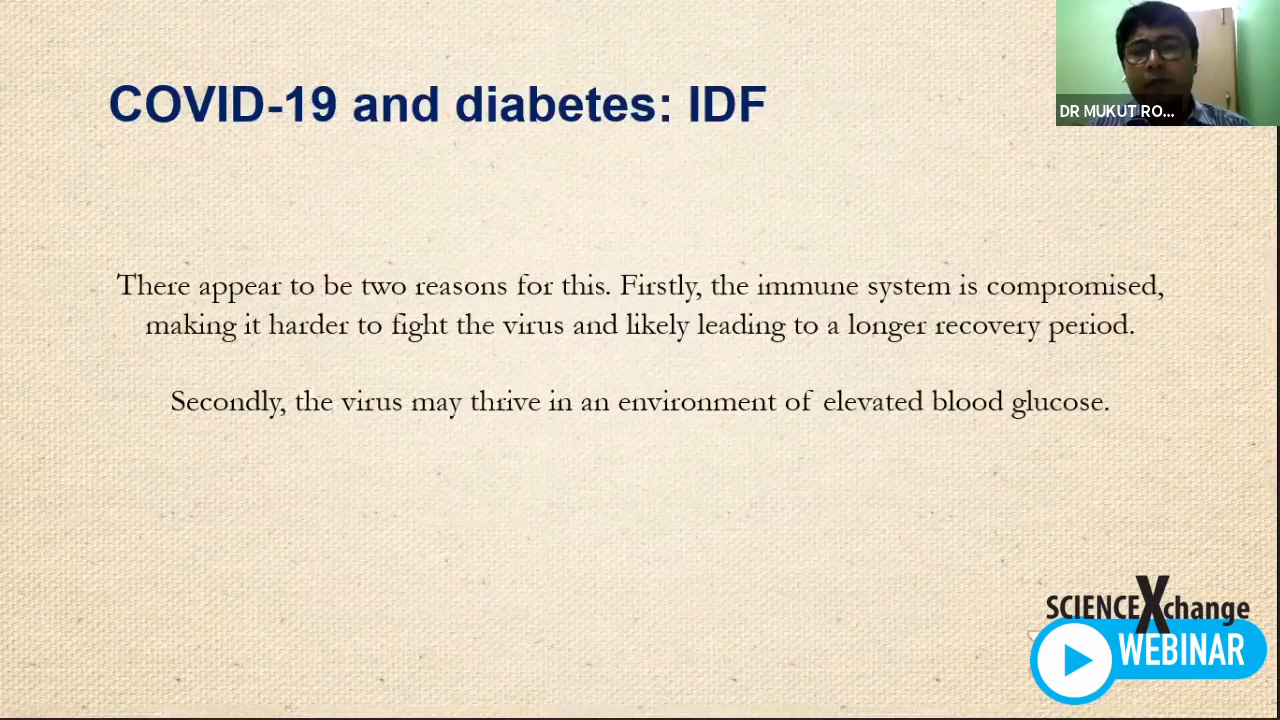 COVID-19 and diabetes: IDF
DR MUKUT RO...
There appear to be two reasons for this. Firstly, the immune system is compromised,
making it harder to fight the virus and likely leading to a longer recovery period.
Secondly, the virus may thrive in an environment of elevated blood glucose.
SCIENCEXchange
WEBINAR